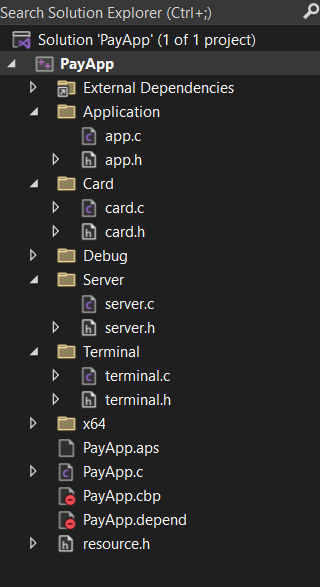 Search Solution Explorer (Ctrl+;)
Solution 'PayApp' (1 of 1 project)
PayApp
External Dependencies
Application
app.c
app.h
Card
card.c
card.h
Debug
Server
server.c
server.h
Terminal
terminal.c
terminal.h
x64
PayApp.aps
PayApp.c
PayApp.cbp
PayApp.depend
resource.h